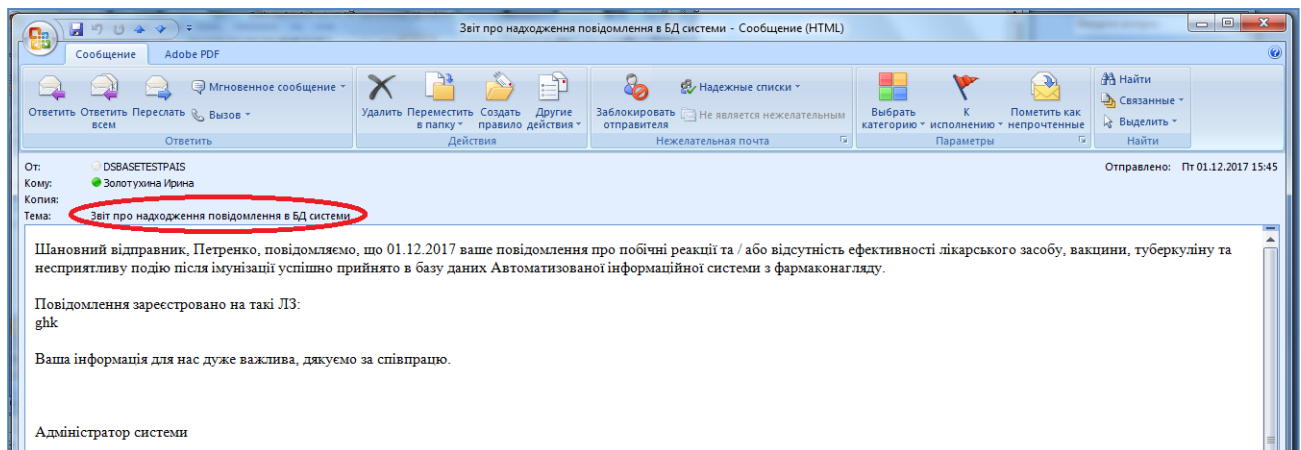 Звіт про надходження повідомлення в БД системи - Сообщение (HTML)
Сообщение Adobe PDF
Ответить Ответить всем Переслать Мгновенное сообщение Вызов
Ответить
Удалить Переместить в папку Создать правило Другие действия
Действия
Заблокировать отправителя Надежные списки Не является нежелательным
Нежелательная почта
Выбрать категорию К исполнению Пометить как непрочтенные
Параметры
Найти Связанные Выделить
Найти
От: DSBASETESTPAIS Отправлено: Пт 01.12.2017 15:45
Кому: Золотухина Ирина
Копия:
Тема: Звіт про надходження повідомлення в БД системи
Шановний відправник, Петренко, повідомляємо, що 01.12.2017 ваше повідомлення про побічні реакції та / або відсутність ефективності лікарського засобу, вакцини, туберкуліну та
несприятливу подію після імунізації успішно прийнято в базу даних Автоматизованої інформаційної системи з фармаконагляду.
Повідомлення зареєстровано на такі ЛЗ:
ghk
Ваша інформація для нас дуже важлива, дякуємо за співпрацю.
Адміністратор системи